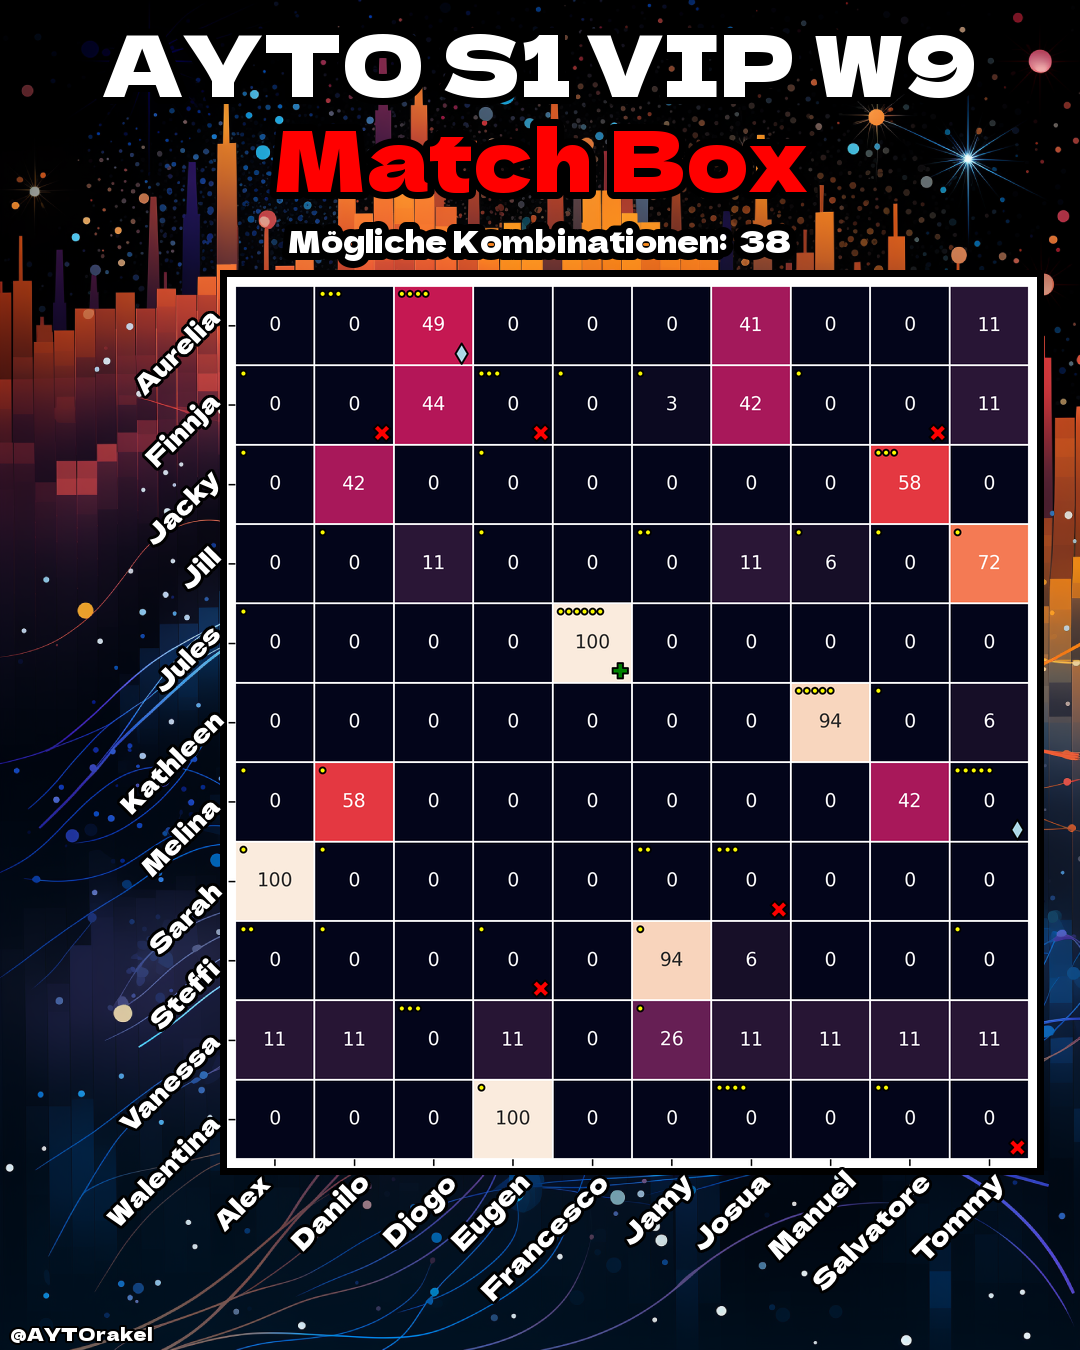 AYTO S1 VIP W9
Match Box
Mögliche Kombinationen: 38
Aurelia 0 0 49 0 0 0 41 0 0 11
Finnja 0 0 44 0 0 3 42 0 0 11
Jacky 0 42 0 0 0 0 0 0 58 0
Jill 0 0 11 0 0 0 11 6 0 72
Jules 0 0 0 0 100 0 0 0 0 0
Kathleen 0 0 0 0 0 0 0 94 0 6
Melina 0 58 0 0 0 0 0 0 42 0
Sarah 100 0 0 0 0 0 0 0 0 0
Steffi 0 0 0 0 0 94 6 0 0 0
Vanessa 11 11 0 11 0 26 11 11 11 11
Walentina 0 0 0 100 0 0 0 0 0 0
Alex Danilo Diogo Eugen Francesco Jamy Josua Manuel Salvatore Tommy
@AYTOrakel